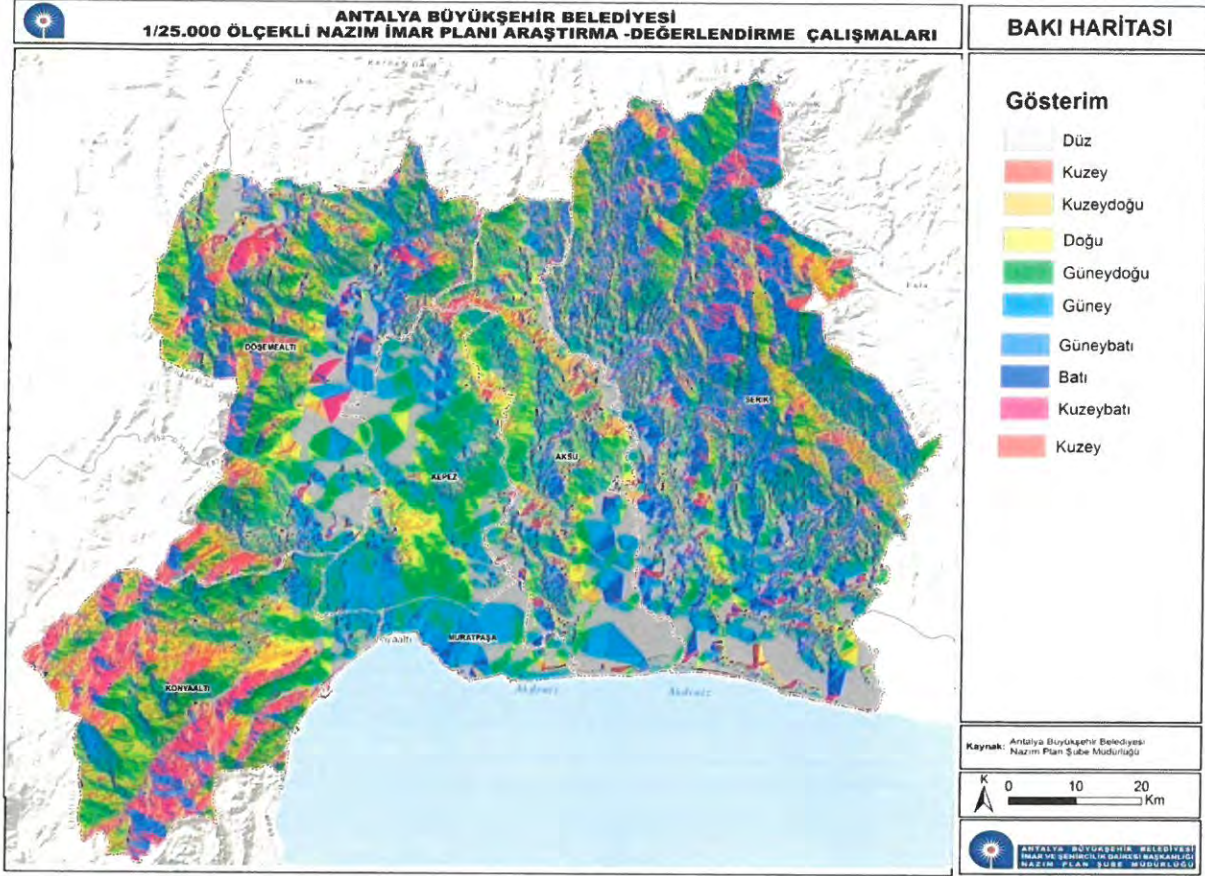 ANTALYA BÜYÜKŞEHİR BELEDİYESİ
1/25.000 ÖLÇEKLİ NAZIM İMAR PLANI ARAŞTIRMA -DEĞERLENDİRME ÇALIŞMALARI
BAKI HARİTASI
Gösterim
Düz
Kuzey
Kuzeydoğu
Doğu
Güneydoğu
Güney
Güneybatı
Batı
Kuzeybatı
Kuzey
DÖŞEMEALTI
SERİK
AKSU
KEPEZ
MURATPAŞA
KONYAALTI
Akdeniz
Akdeniz
Kaynak: Antalya Büyükşehir Belediyesi
Nazım Plan Şube Müdürlüğü
K
0 10 20
Km
ANTALYA BÜYÜKŞEHİR BELEDİYESİ
İMAR VE ŞEHİRCİLİK DAİRESİ BAŞKANLIĞI
NAZIM PLAN ŞUBE MÜDÜRLÜĞÜ